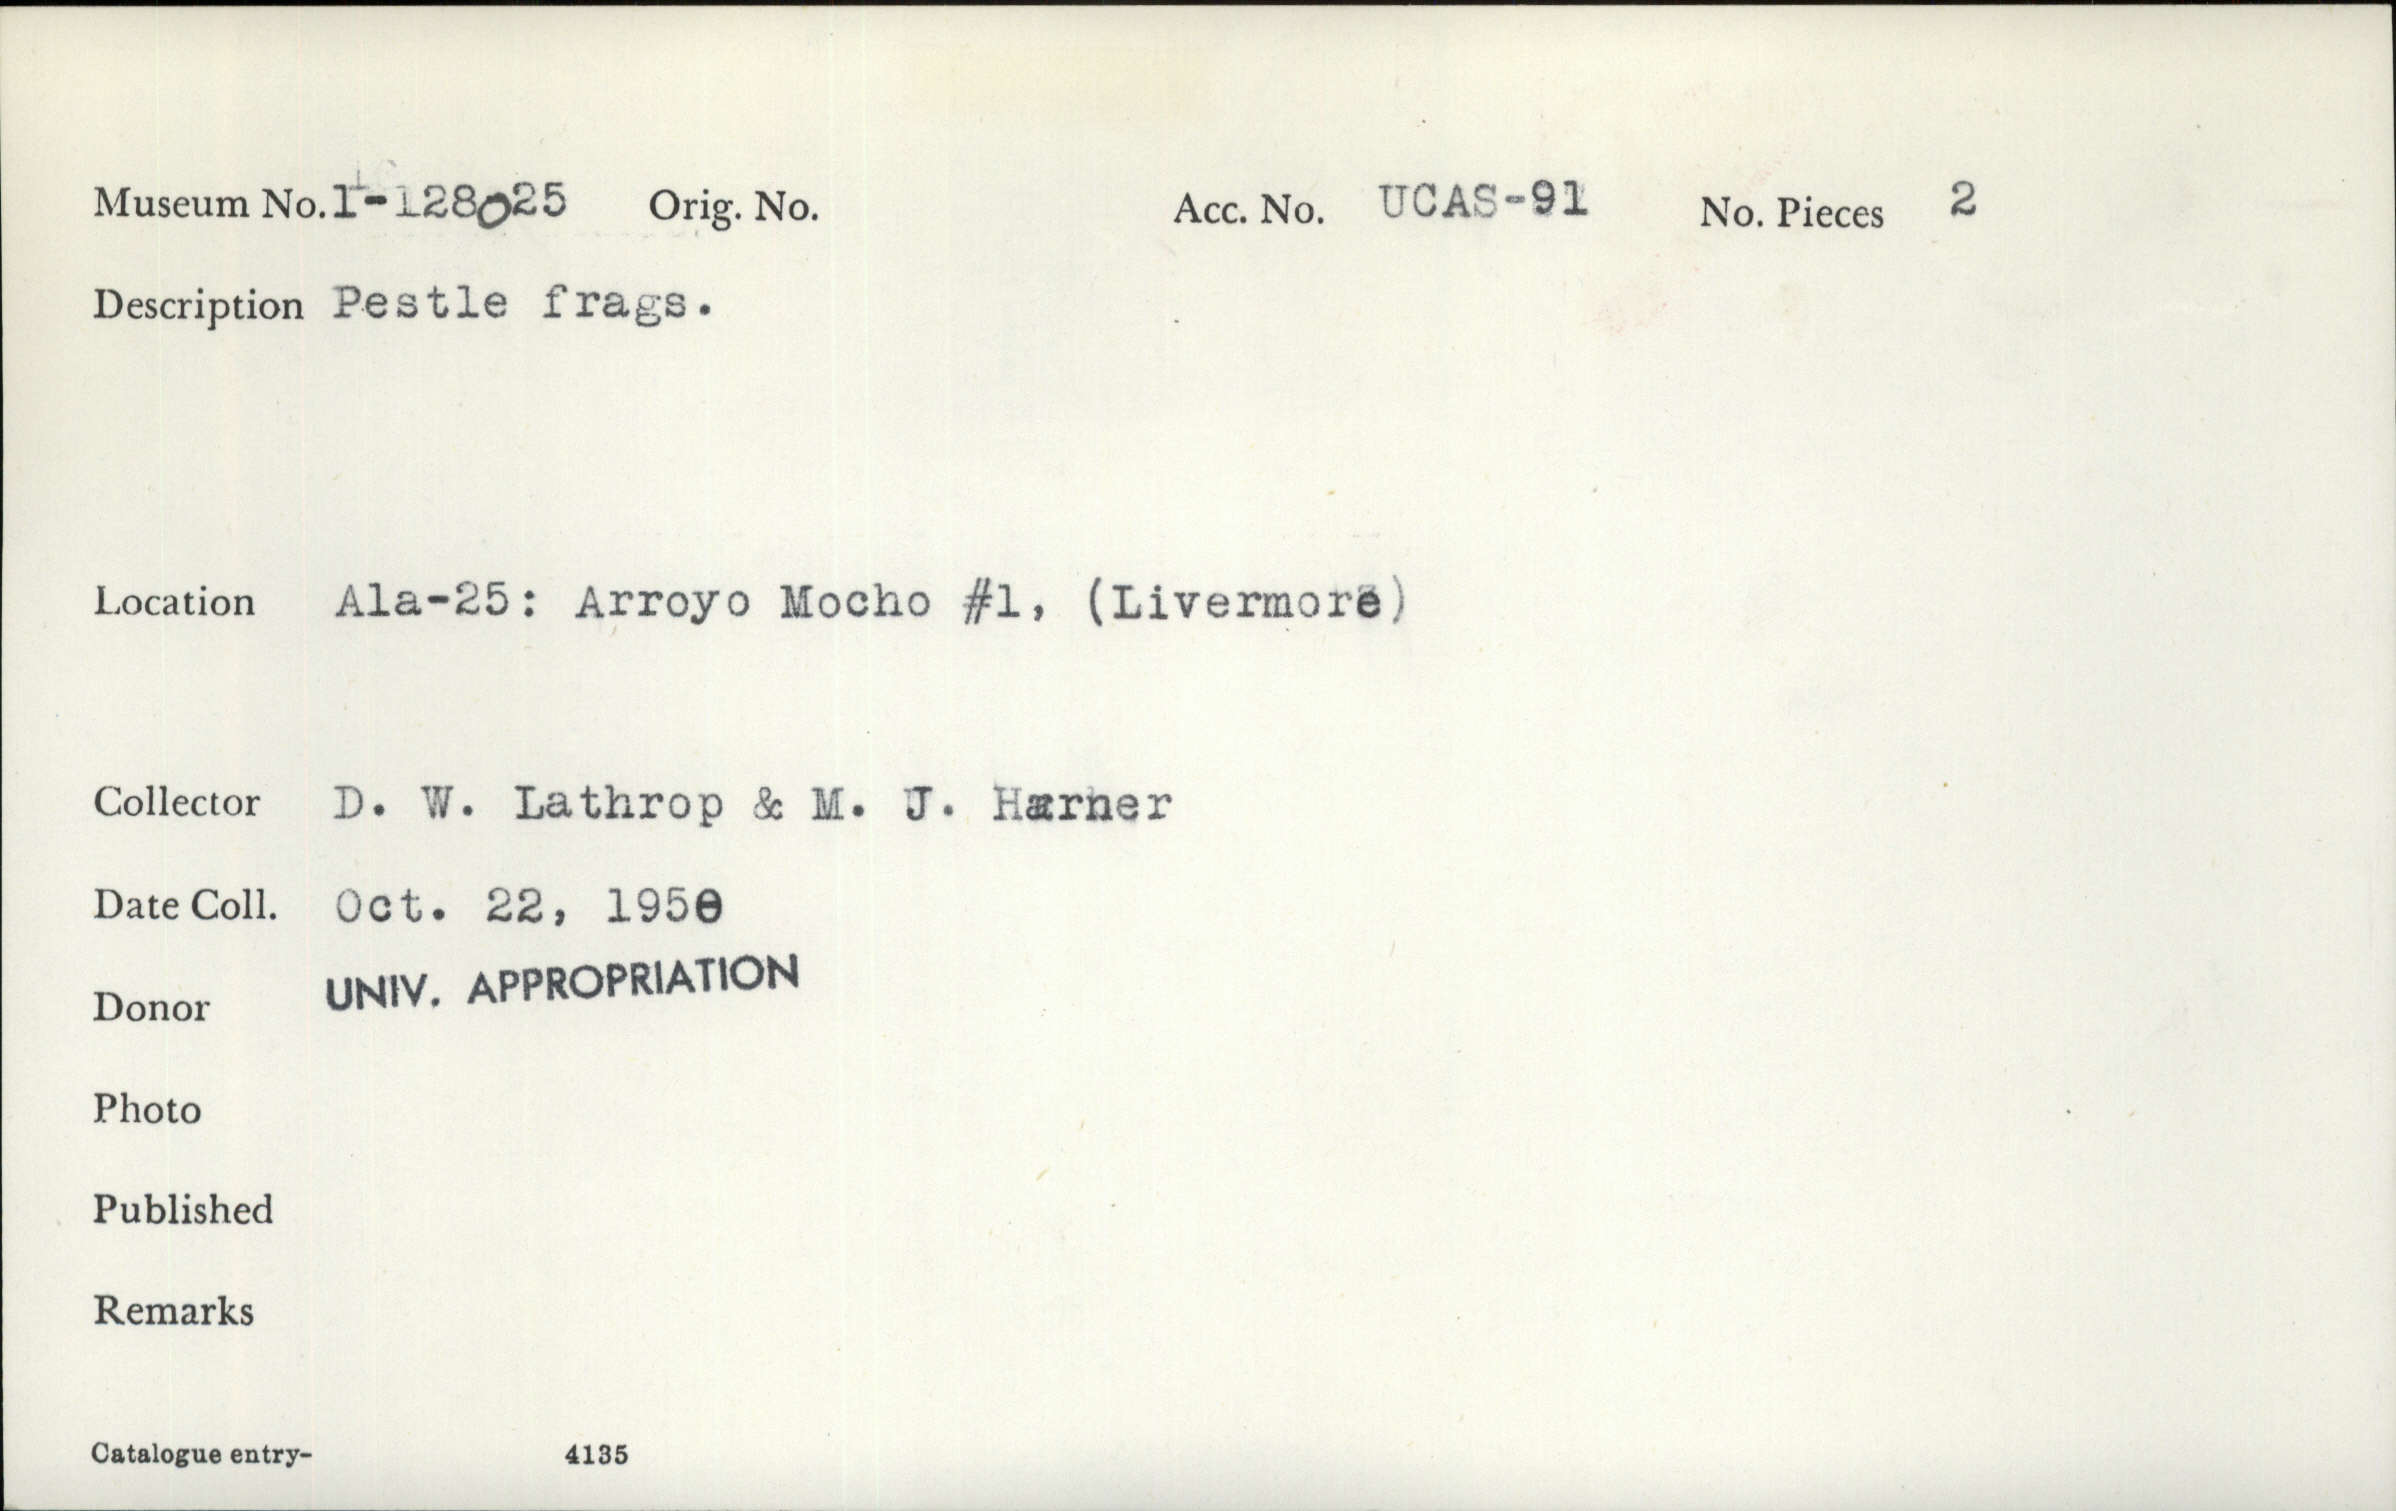 Museum No. 1-128025 Orig. No. Acc. No. UCAS-91 No. Pieces 2
Description Pestle frags.
Location Ala-25: Arroyo Mocho #1, (Livermore)
Collector D. W. Lathrop & M. J. Harner
Date Coll. Oct. 22, 1950
Donor UNIV. APPROPRIATION
Photo
Published
Remarks
Catalogue entry- 4135